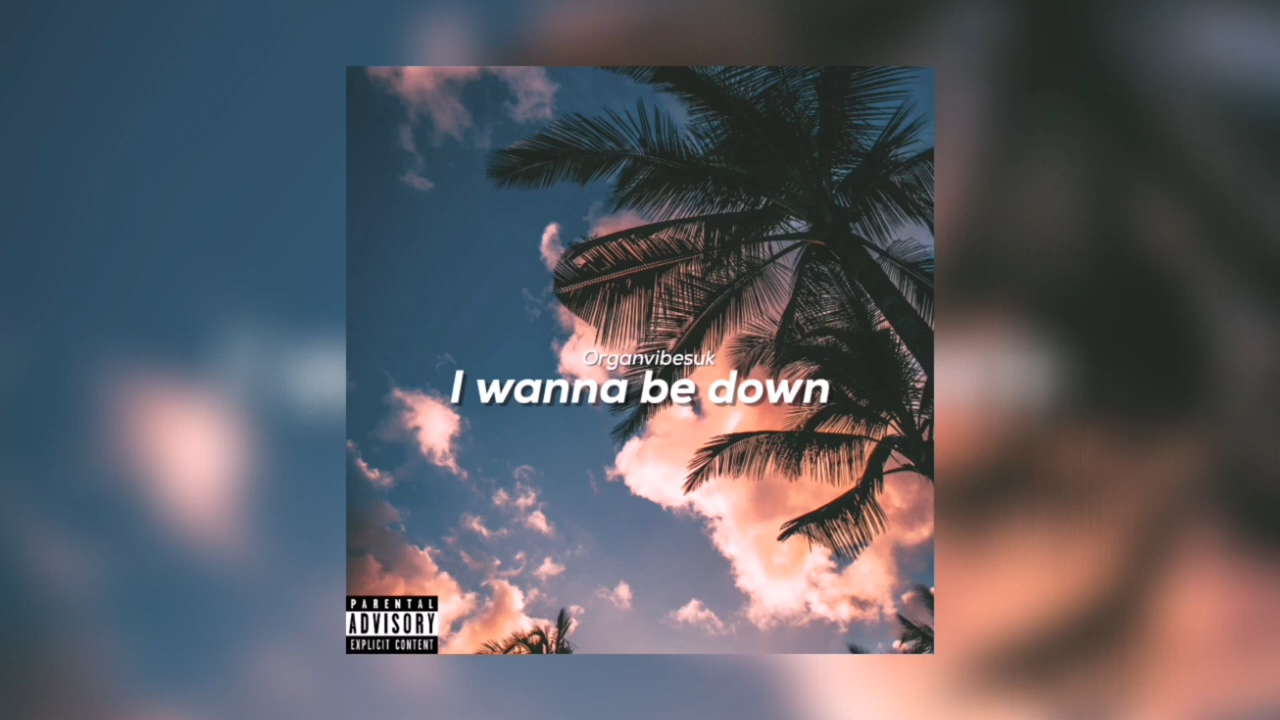 Organvibesuk
I wanna be down
PARENTAL
ADVISORY
EXPLICIT CONTENT